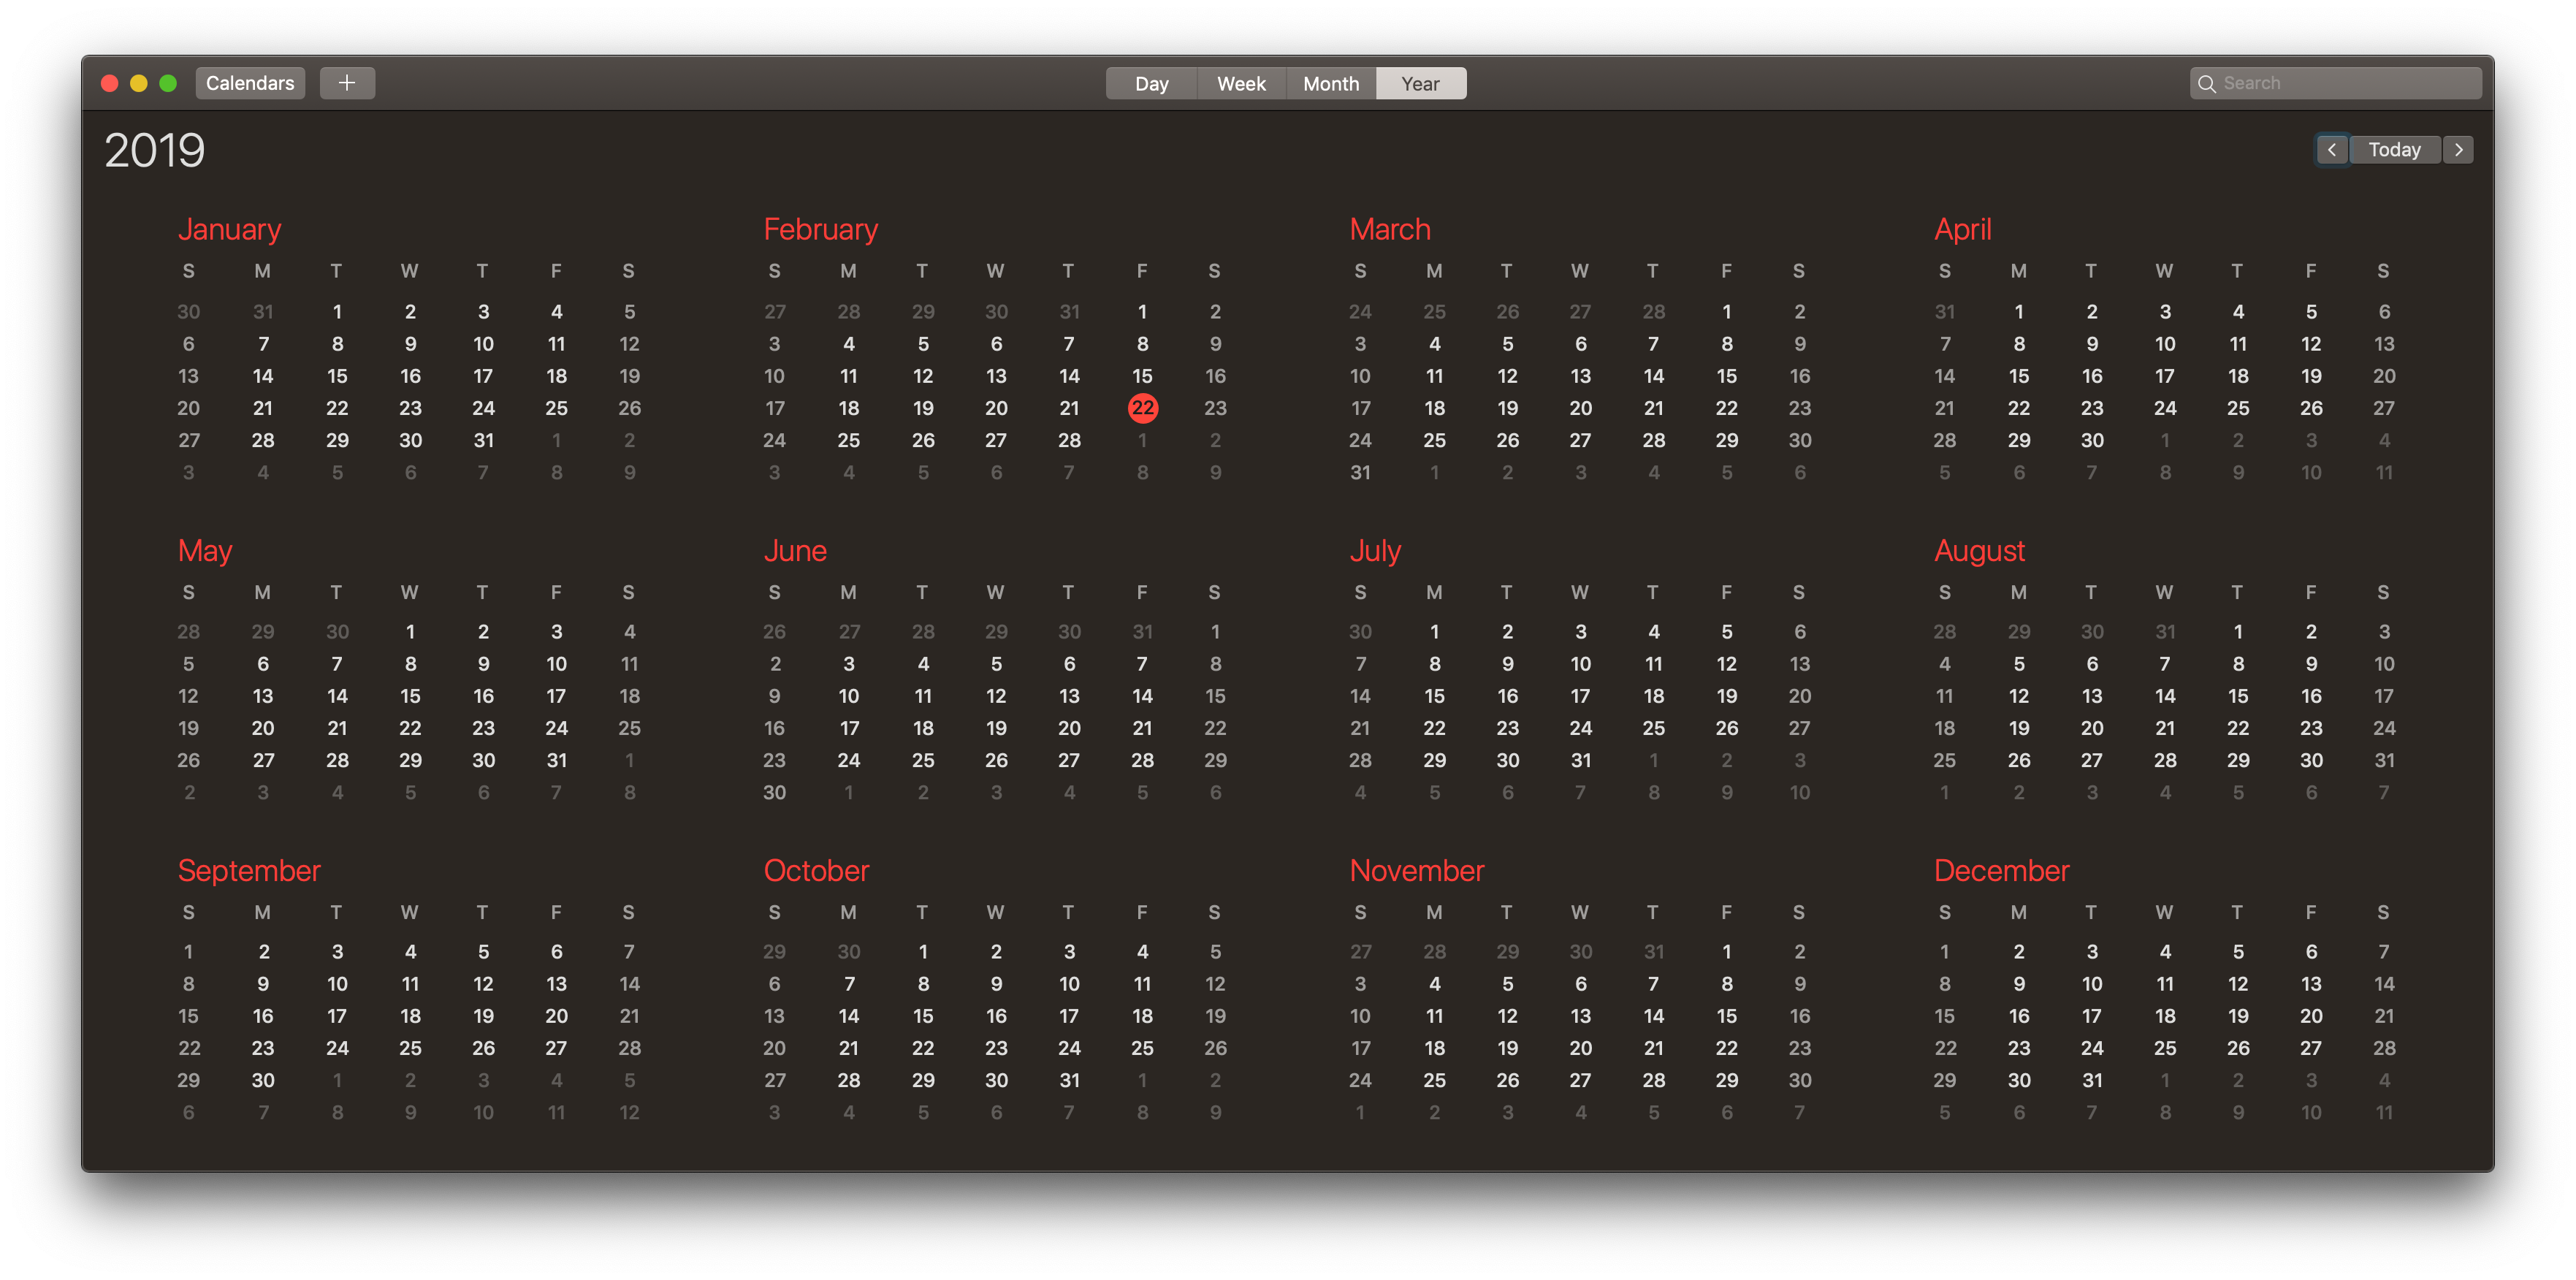 Calendars + Day Week Month Year Search
2019 < Today >
January February March April
S M T W T F S S M T W T F S S M T W T F S S M T W T F S
30 31 1 2 3 4 5 27 28 29 30 31 1 2 24 25 26 27 28 1 2 31 1 2 3 4 5 6
6 7 8 9 10 11 12 3 4 5 6 7 8 9 3 4 5 6 7 8 9 7 8 9 10 11 12 13
13 14 15 16 17 18 19 10 11 12 13 14 15 16 10 11 12 13 14 15 16 14 15 16 17 18 19 20
20 21 22 23 24 25 26 17 18 19 20 21 22 23 17 18 19 20 21 22 23 21 22 23 24 25 26 27
27 28 29 30 31 1 2 24 25 26 27 28 1 2 24 25 26 27 28 29 30 28 29 30 1 2 3 4
3 4 5 6 7 8 9 3 4 5 6 7 8 9 31 1 2 3 4 5 6 5 6 7 8 9 10 11
May June July August
S M T W T F S S M T W T F S S M T W T F S S M T W T F S
28 29 30 1 2 3 4 26 27 28 29 30 31 1 30 1 2 3 4 5 6 28 29 30 31 1 2 3
5 6 7 8 9 10 11 2 3 4 5 6 7 8 7 8 9 10 11 12 13 4 5 6 7 8 9 10
12 13 14 15 16 17 18 9 10 11 12 13 14 15 14 15 16 17 18 19 20 11 12 13 14 15 16 17
19 20 21 22 23 24 25 16 17 18 19 20 21 22 21 22 23 24 25 26 27 18 19 20 21 22 23 24
26 27 28 29 30 31 1 23 24 25 26 27 28 29 28 29 30 31 1 2 3 25 26 27 28 29 30 31
2 3 4 5 6 7 8 30 1 2 3 4 5 6 4 5 6 7 8 9 10 1 2 3 4 5 6 7
September October November December
S M T W T F S S M T W T F S S M T W T F S S M T W T F S
1 2 3 4 5 6 7 29 30 1 2 3 4 5 27 28 29 30 31 1 2 1 2 3 4 5 6 7
8 9 10 11 12 13 14 6 7 8 9 10 11 12 3 4 5 6 7 8 9 8 9 10 11 12 13 14
15 16 17 18 19 20 21 13 14 15 16 17 18 19 10 11 12 13 14 15 16 15 16 17 18 19 20 21
22 23 24 25 26 27 28 20 21 22 23 24 25 26 17 18 19 20 21 22 23 22 23 24 25 26 27 28
29 30 1 2 3 4 5 27 28 29 30 31 1 2 24 25 26 27 28 29 30 29 30 31 1 2 3 4
6 7 8 9 10 11 12 3 4 5 6 7 8 9 1 2 3 4 5 6 7 5 6 7 8 9 10 11